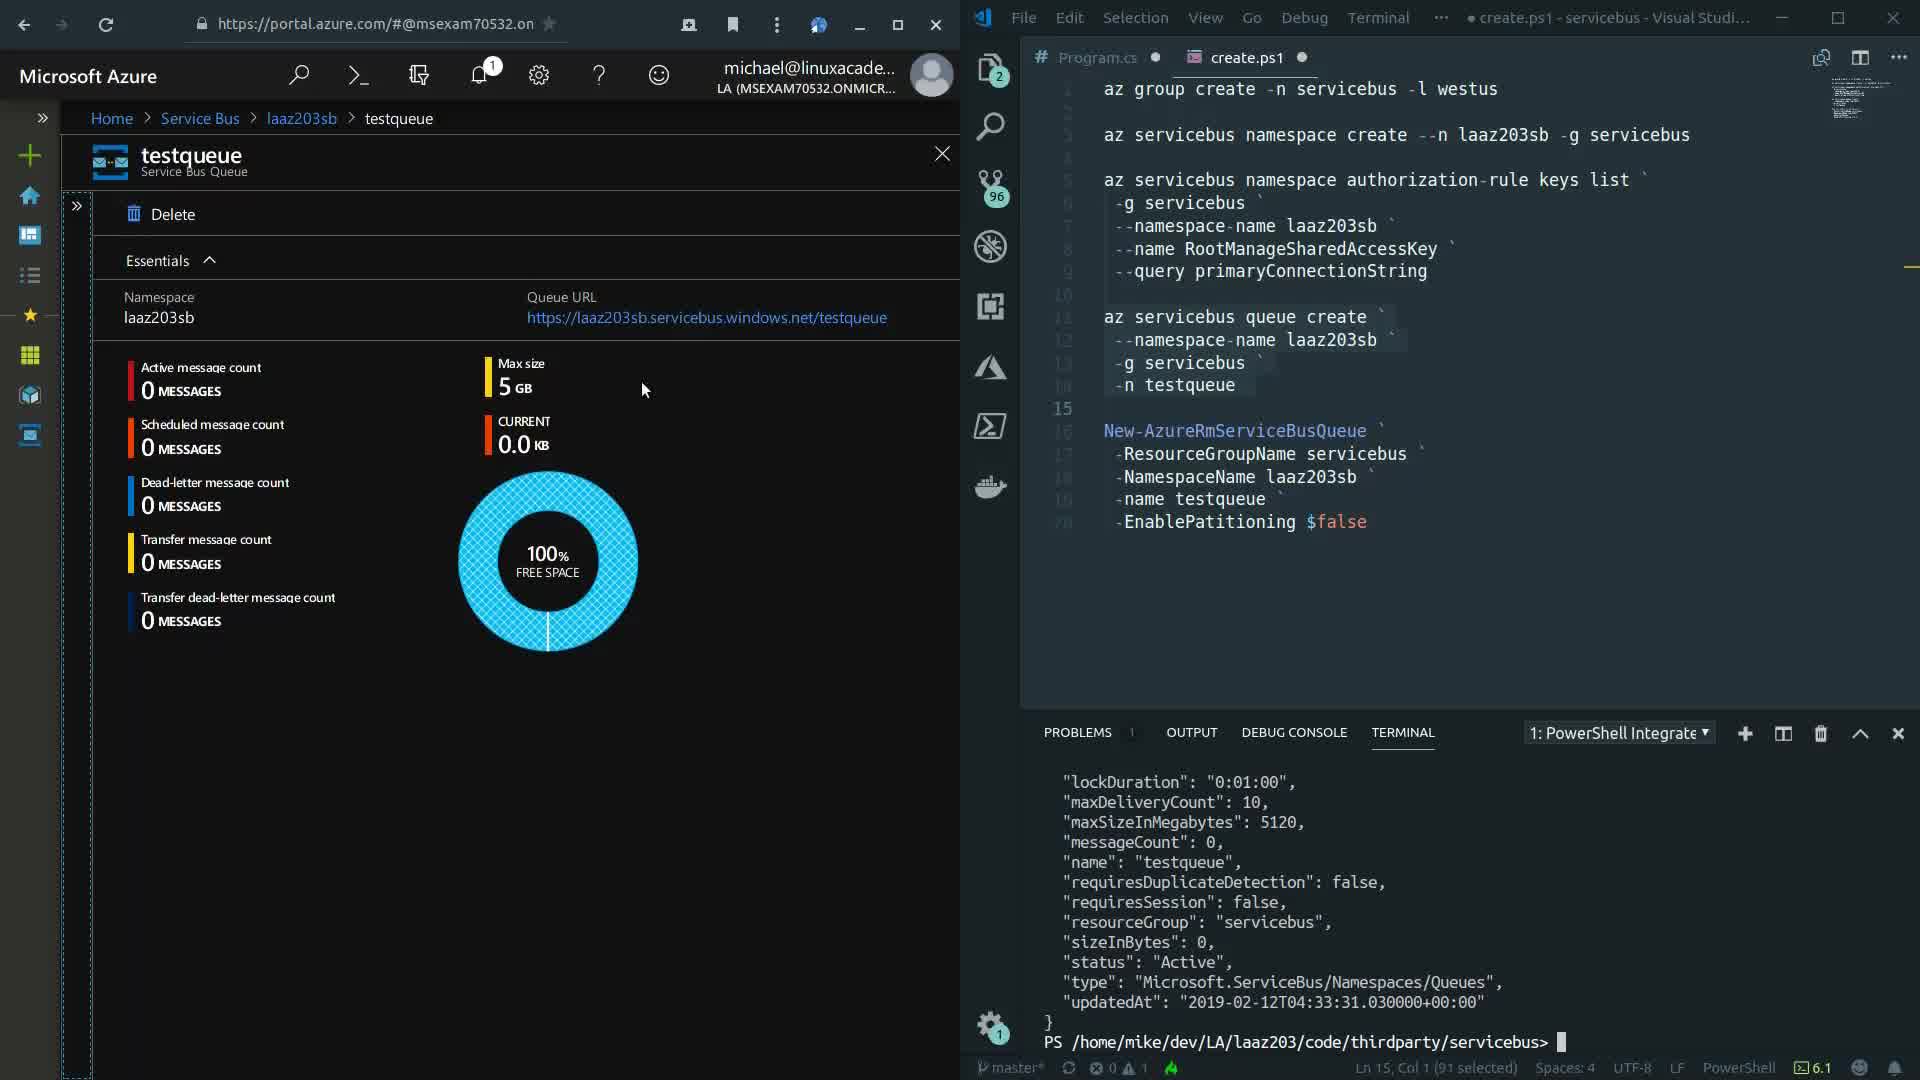 https://portal.azure.com/#@msexam70532.on
Microsoft Azure
1
michael@linuxacade...
LA (MSEXAM70532.ONMICR...
Home > Service Bus > laaz203sb > testqueue
testqueue
Service Bus Queue
Delete
Essentials
Namespace
laaz203sb
Queue URL
https://laaz203sb.servicebus.windows.net/testqueue
Active message count
0 MESSAGES
Scheduled message count
0 MESSAGES
Dead-letter message count
0 MESSAGES
Transfer message count
0 MESSAGES
Transfer dead-letter message count
0 MESSAGES
Max size
5 GB
CURRENT
0.0 KB
100%
FREE SPACE
File Edit Selection View Go Debug Terminal ... ● create.ps1 - servicebus - Visual Studi...
# Program.cs ● create.ps1 ●
2
96
1
1 az group create -n servicebus -l westus
2
3 az servicebus namespace create --n laaz203sb -g servicebus
4
5 az servicebus namespace authorization-rule keys list `
6 -g servicebus `
7 --namespace-name laaz203sb `
8 --name RootManageSharedAccessKey `
9 --query primaryConnectionString
10
11 az servicebus queue create `
12 --namespace-name laaz203sb `
13 -g servicebus `
14 -n testqueue
15
16 New-AzureRmServiceBusQueue `
17 -ResourceGroupName servicebus `
18 -NamespaceName laaz203sb `
19 -name testqueue `
20 -EnablePatitioning $false
PROBLEMS 1 OUTPUT DEBUG CONSOLE TERMINAL 1: PowerShell Integrate
"lockDuration": "0:01:00",
"maxDeliveryCount": 10,
"maxSizeInMegabytes": 5120,
"messageCount": 0,
"name": "testqueue",
"requiresDuplicateDetection": false,
"requiresSession": false,
"resourceGroup": "servicebus",
"sizeInBytes": 0,
"status": "Active",
"type": "Microsoft.ServiceBus/Namespaces/Queues",
"updatedAt": "2019-02-12T04:33:31.030000+00:00"
}
PS /home/mike/dev/LA/laaz203/code/thirdparty/servicebus>
master* 0 1 Ln 15, Col 1 (91 selected) Spaces: 4 UTF-8 LF PowerShell 6.1